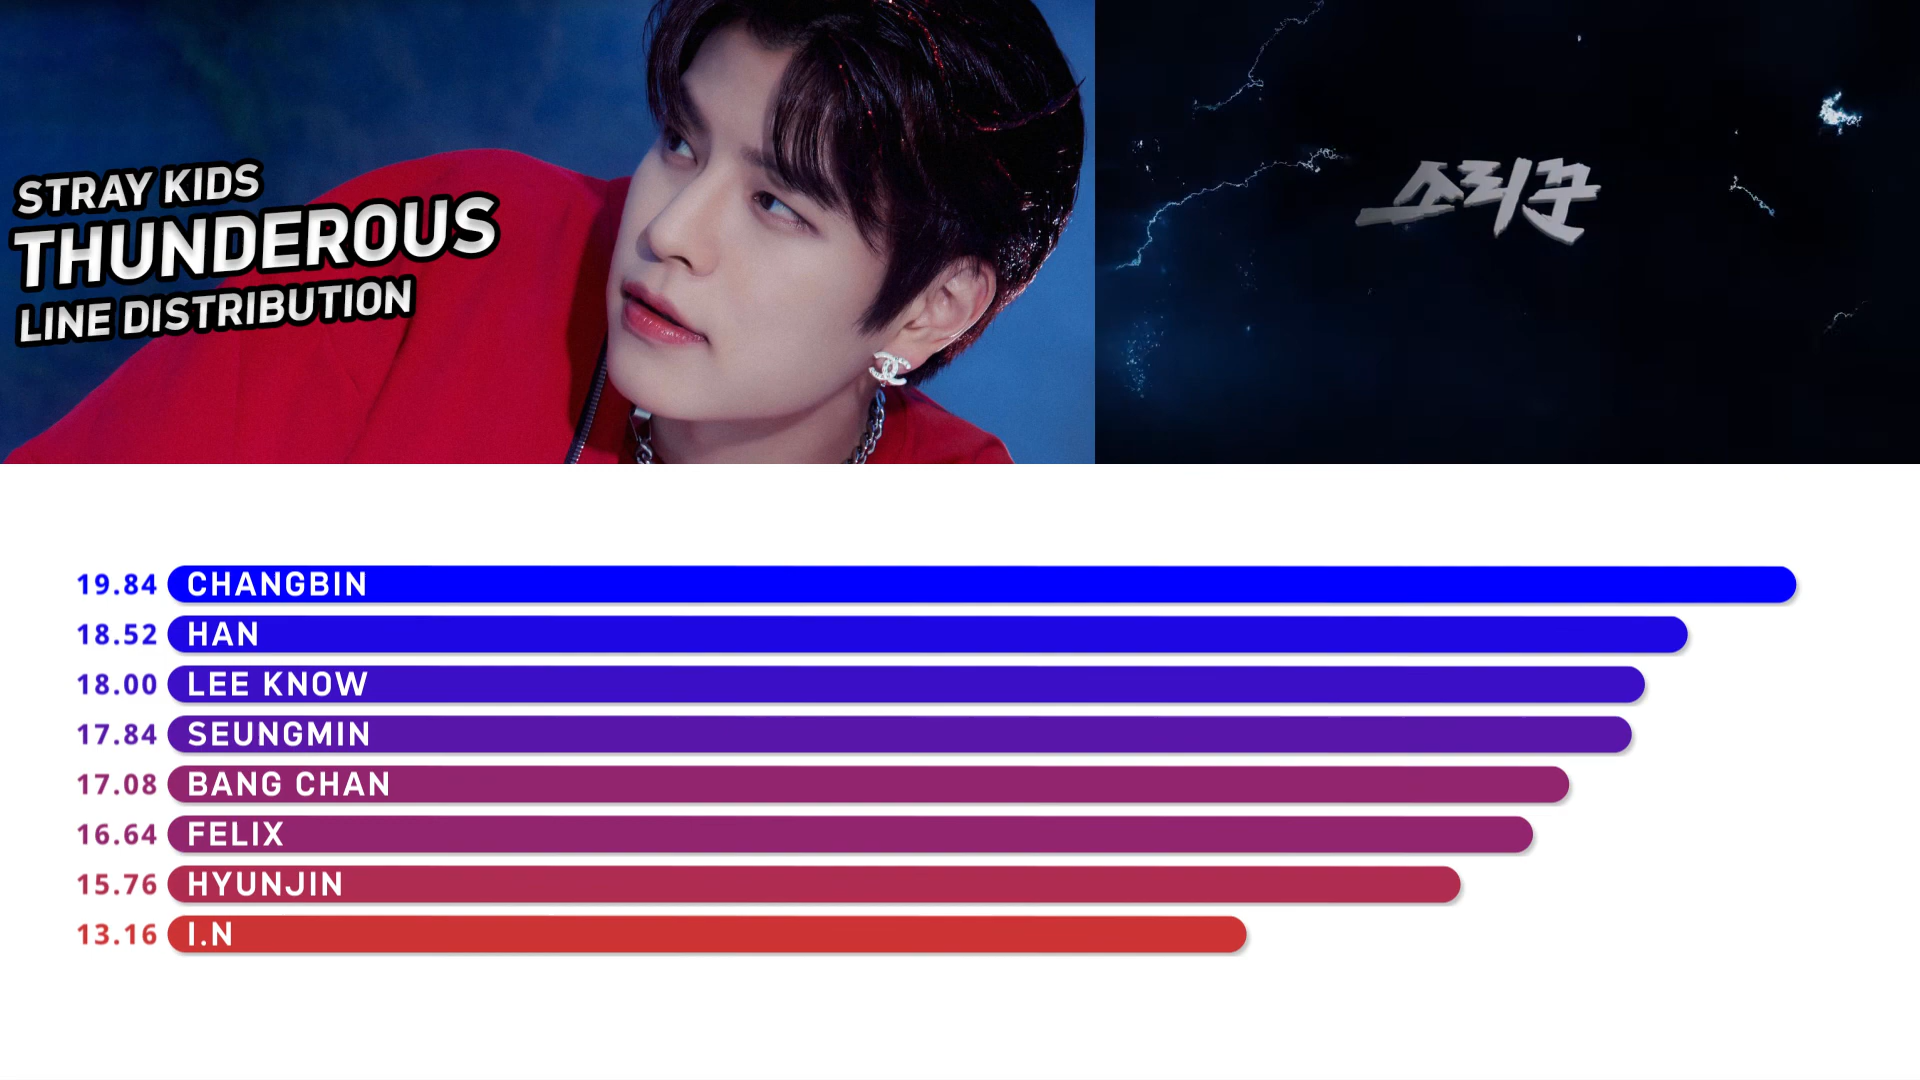 STRAY KIDS
THUNDEROUS
LINE DISTRIBUTION
소리꾼
19.84 CHANGBIN
18.52 HAN
18.00 LEE KNOW
17.84 SEUNGMIN
17.08 BANG CHAN
16.64 FELIX
15.76 HYUNJIN
13.16 I.N